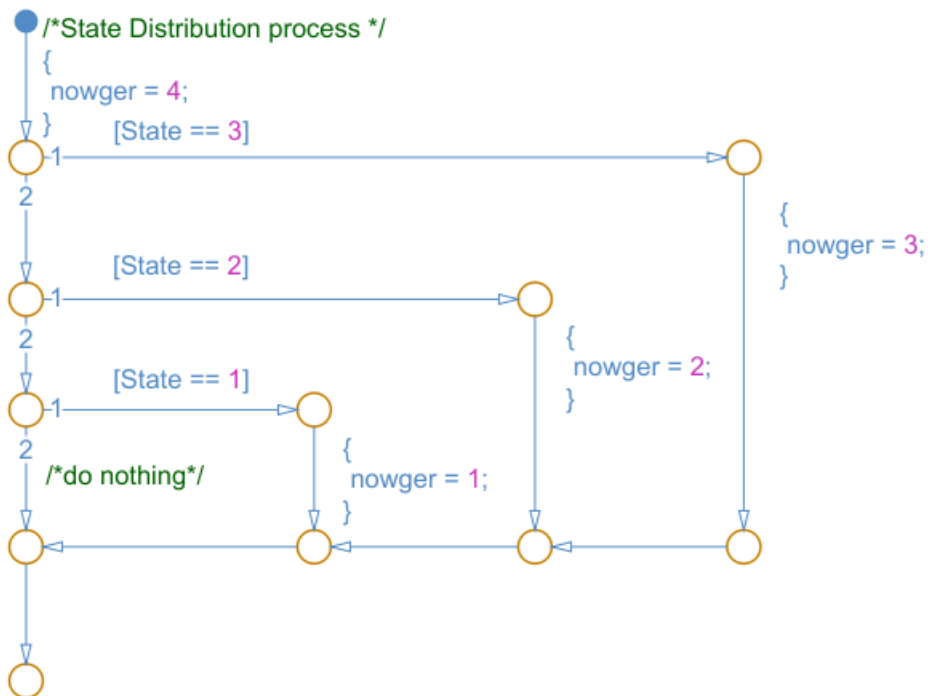 /*State Distribution process */
{
nowger = 4;
}
[State == 3]
1
2
{
nowger = 3;
}
[State == 2]
1
2
{
nowger = 2;
}
[State == 1]
1
2
/*do nothing*/
{
nowger = 1;
}